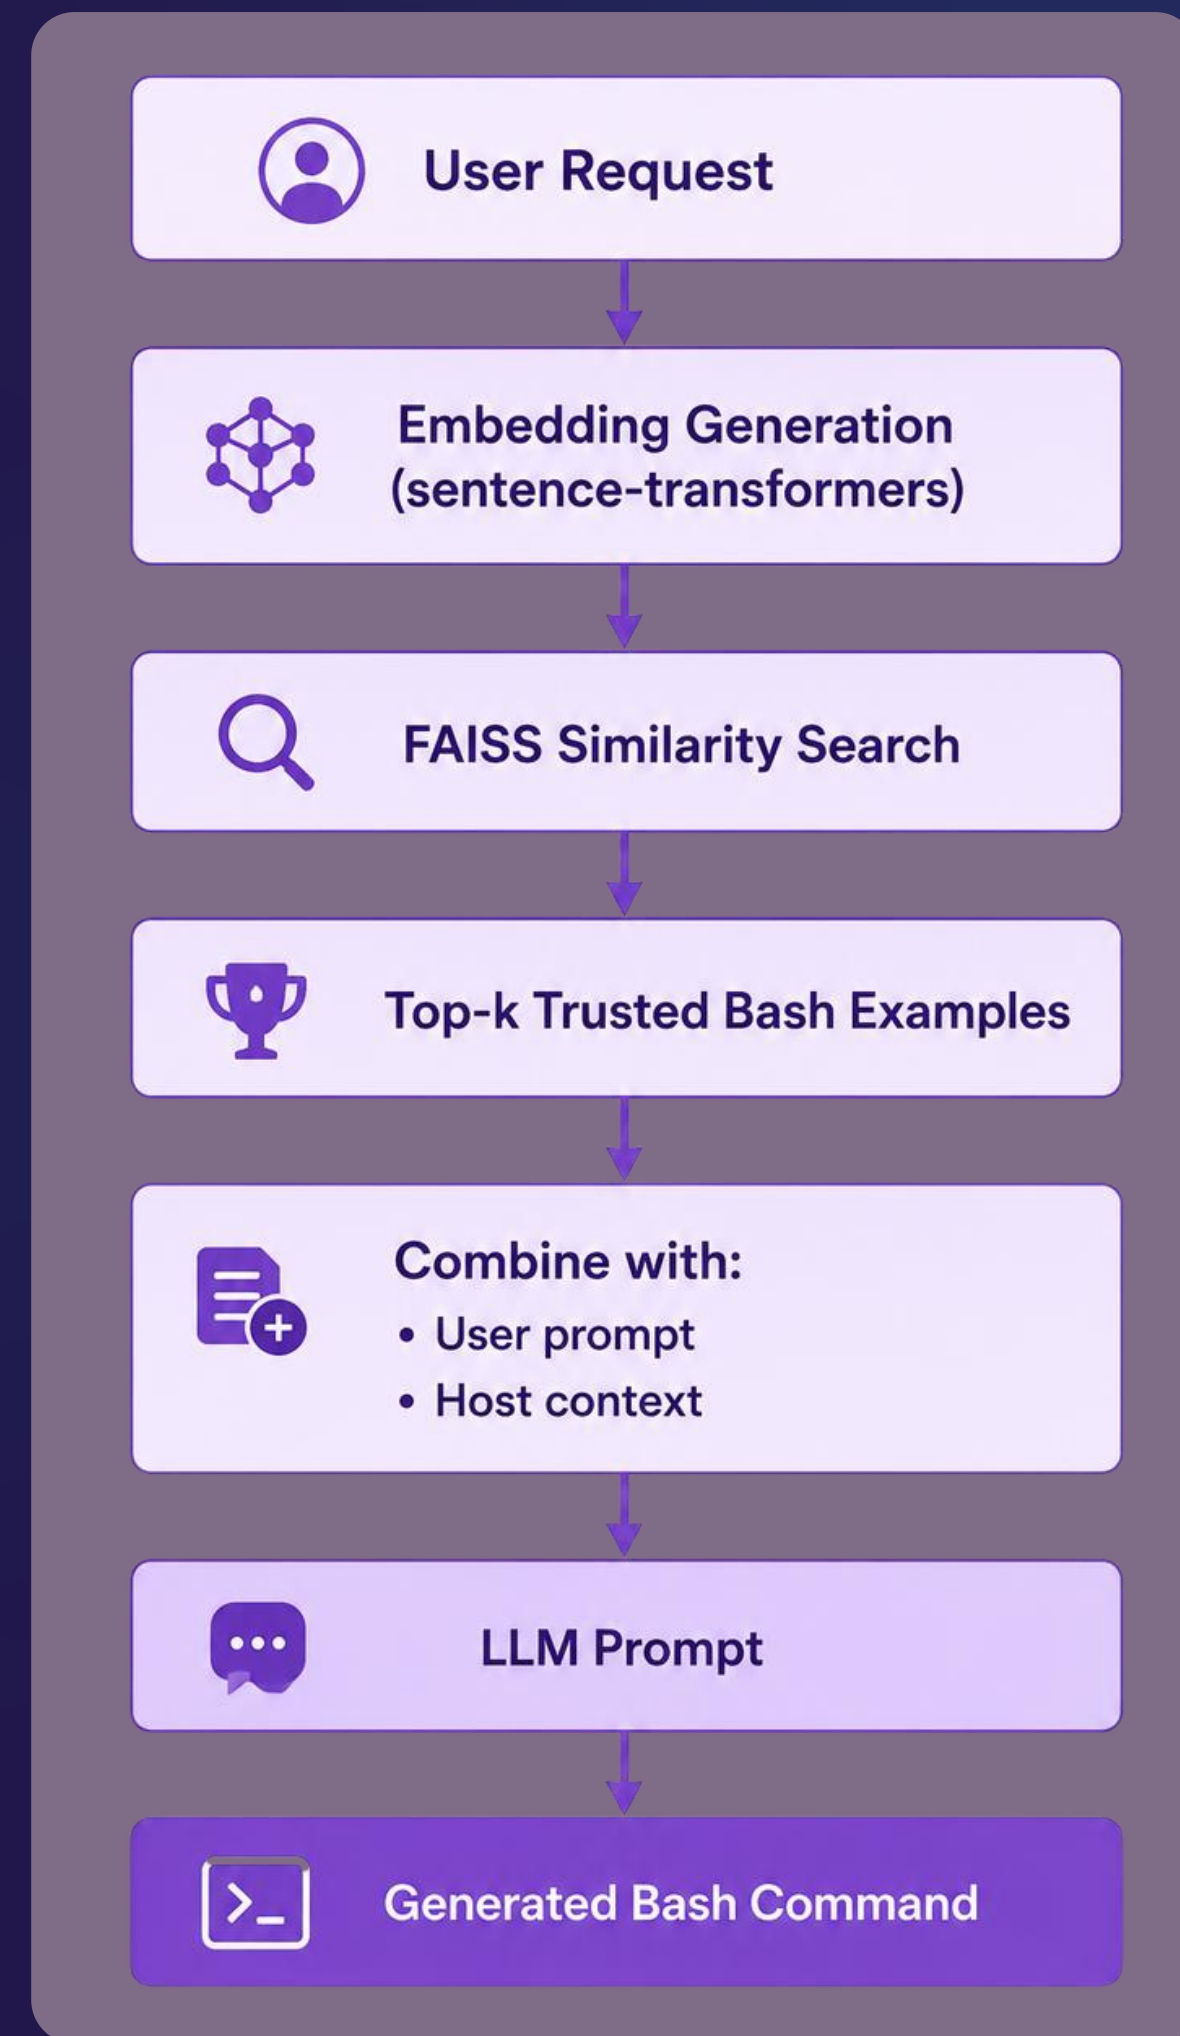 User Request
Embedding Generation
(sentence-transformers)
FAISS Similarity Search
Top-k Trusted Bash Examples
Combine with:
• User prompt
• Host context
LLM Prompt
Generated Bash Command